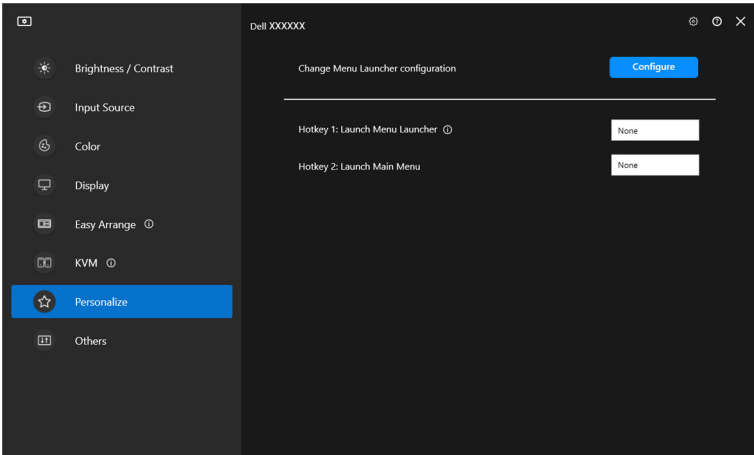 Dell XXXXXX
Brightness / Contrast
Input Source
Color
Display
Easy Arrange
KVM
Personalize
Others
Change Menu Launcher configuration
Configure
Hotkey 1: Launch Menu Launcher
None
Hotkey 2: Launch Main Menu
None